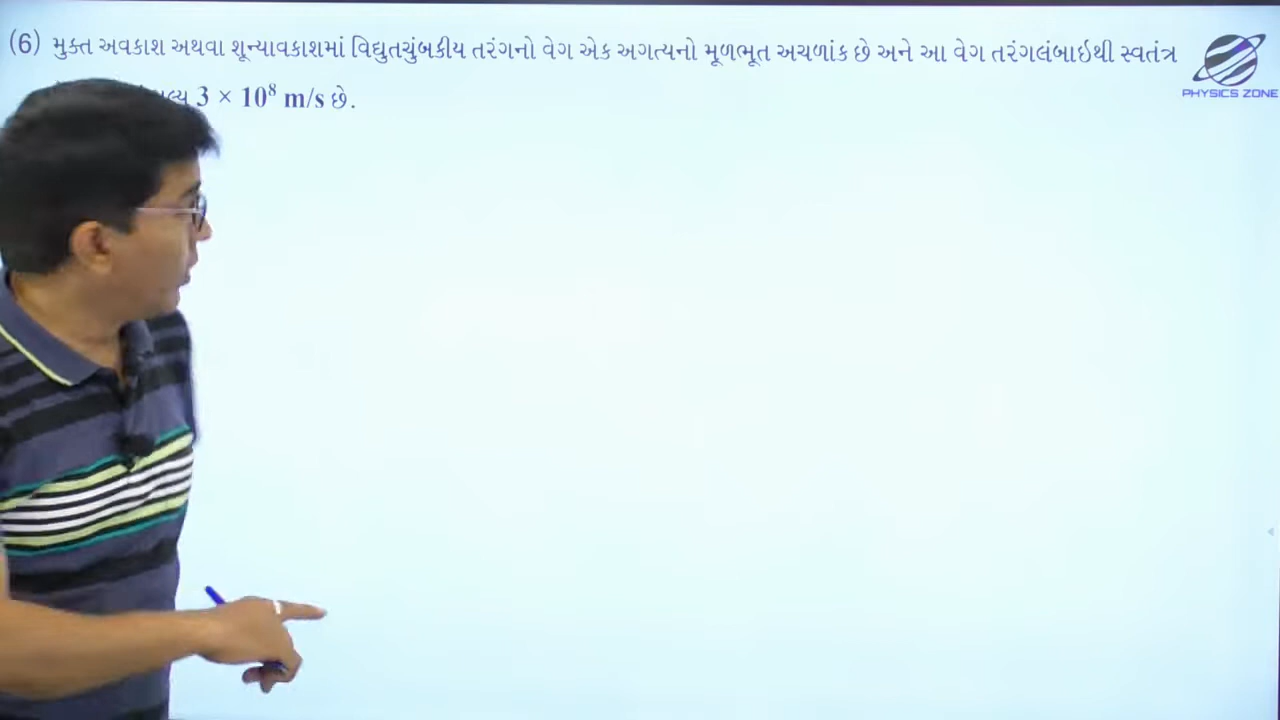 (6) મુક્ત અવકાશ અથવા શૂન્યાવકાશમાં વિદ્યુતચુંબકીય તરંગનો વેગ એક અગત્યનો મૂળભૂત અચળાંક છે અને આ વેગ તરંગલંબાઈથી સ્વતંત્ર
3 × 10⁸ m/s છે.
PHYSICS ZONE